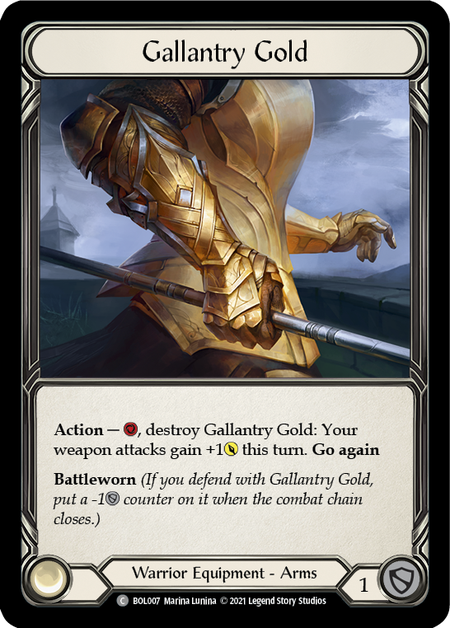 Gallantry Gold
Action — , destroy Gallantry Gold: Your
weapon attacks gain +1 this turn. Go again
Battleworn (If you defend with Gallantry Gold,
put a -1 counter on it when the combat chain
closes.)
Warrior Equipment - Arms
1
C BOL007 Marina Lunina © 2021 Legend Story Studios